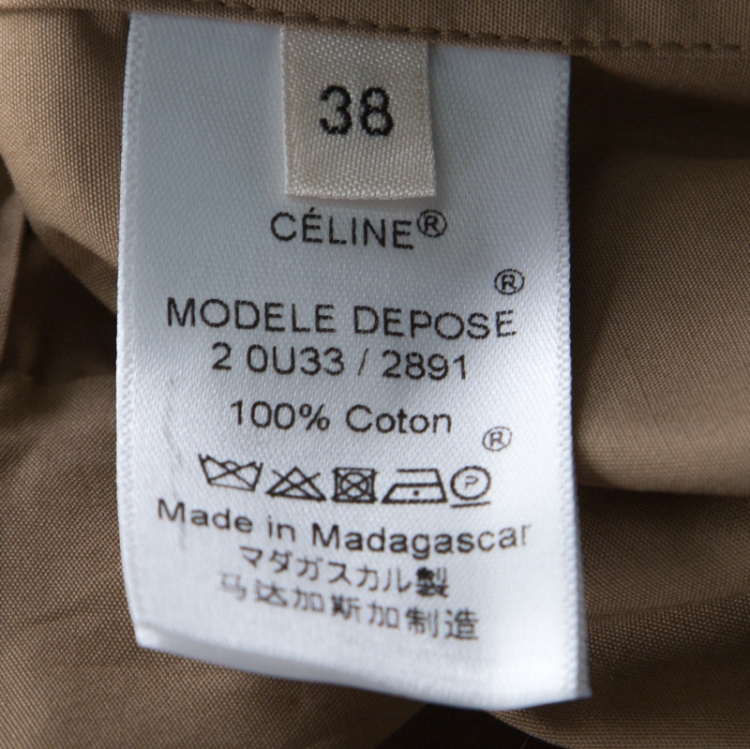 38
CÉLINE®
®
MODELE DEPOSE
2 0U33 / 2891
100% Coton
®
P
Made in Madagascar
マダガスカル製
马达加斯加制造